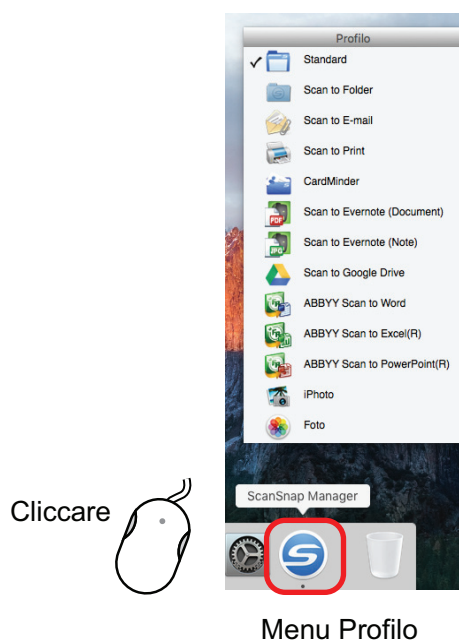 Profilo
Standard
Scan to Folder
Scan to E-mail
Scan to Print
CardMinder
Scan to Evernote (Document)
Scan to Evernote (Note)
Scan to Google Drive
ABBYY Scan to Word
ABBYY Scan to Excel(R)
ABBYY Scan to PowerPoint(R)
iPhoto
Foto
ScanSnap Manager
Cliccare
Menu Profilo